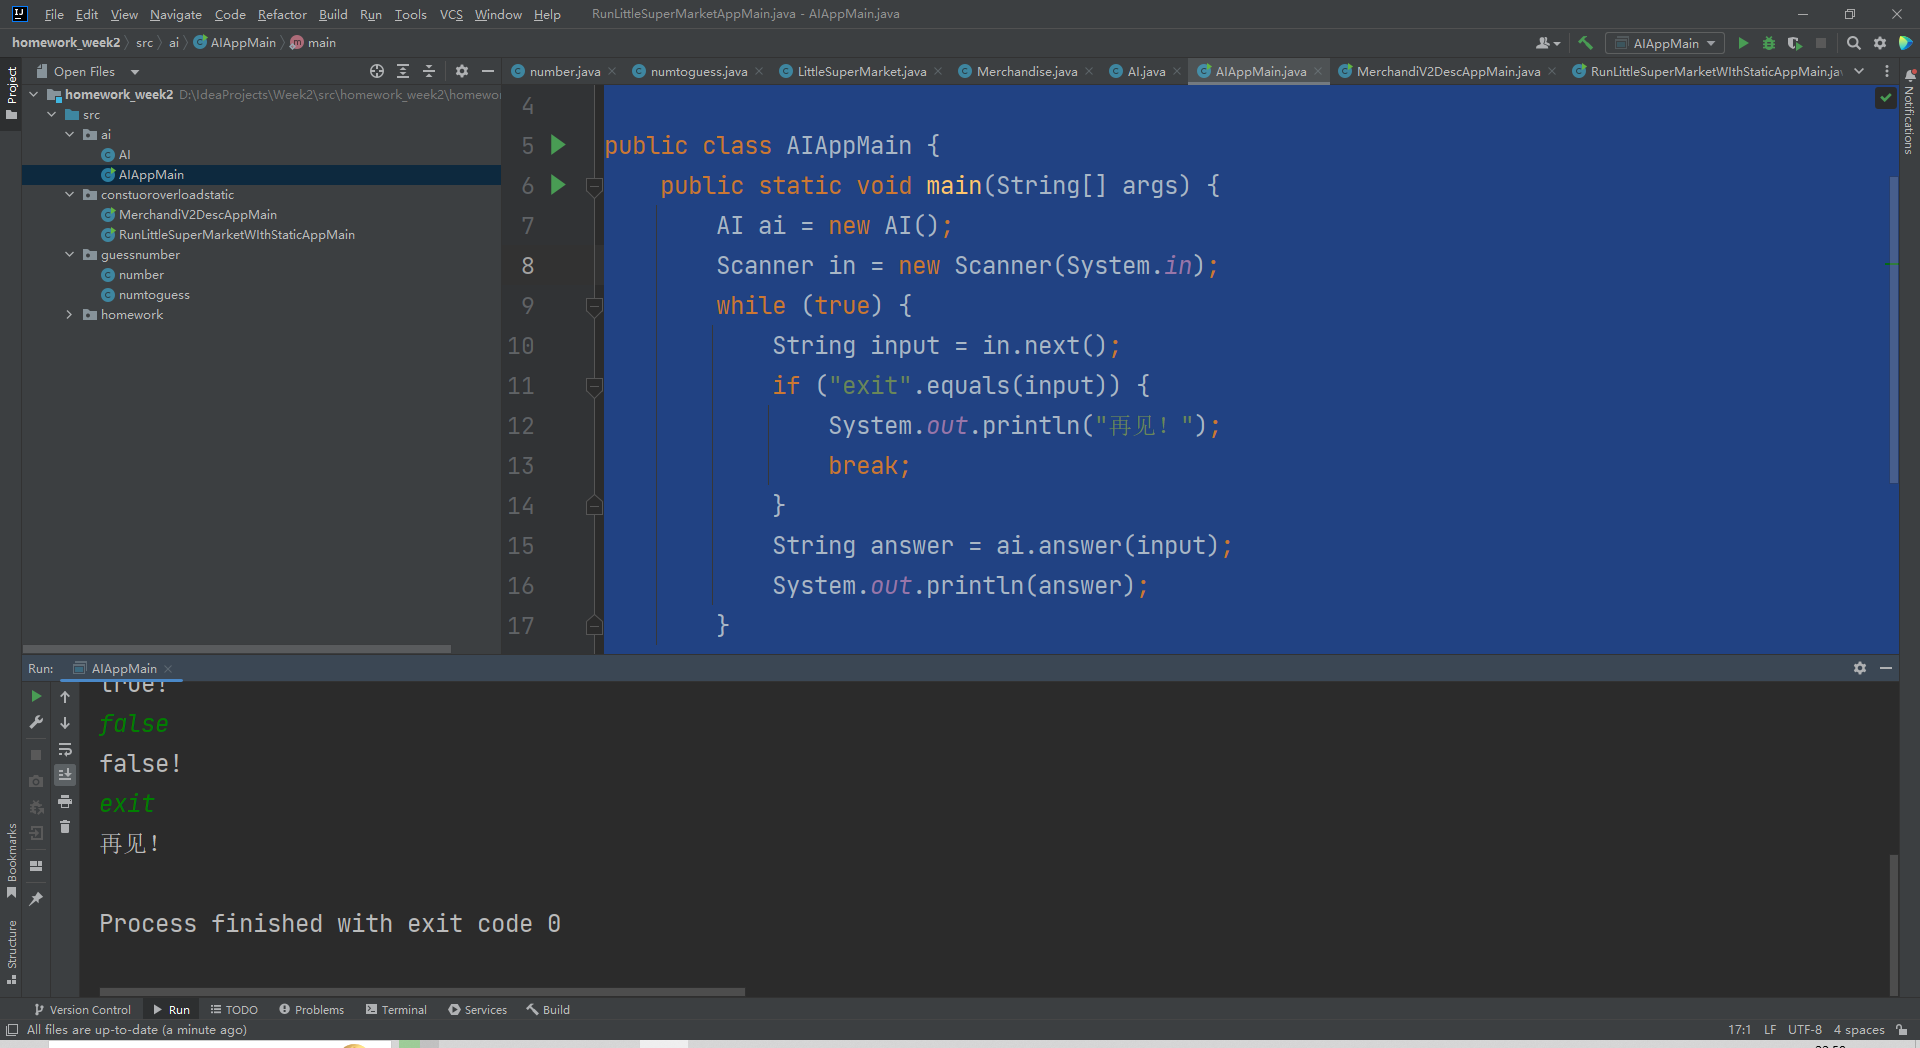 File Edit View Navigate Code Refactor Build Run Tools VCS Window Help RunLittleSuperMarketAppMain.java - AIAppMain.java
homework_week2 src ai AIAppMain main
AIAppMain
Project
Open Files
number.java numtoguess.java LittleSuperMarket.java Merchandise.java AI.java AIAppMain.java MerchandiV2DescAppMain.java RunLittleSuperMarketWIthStaticAppMain.ja
Notifications
homework_week2 D:\IdeaProjects\Week2\src\homework_week2\homewo
src
ai
AI
AIAppMain
constuoroverloadstatic
MerchandiV2DescAppMain
RunLittleSuperMarketWIthStaticAppMain
guessnumber
number
numtoguess
homework
4
5 public class AIAppMain {
6 public static void main(String[] args) {
7 AI ai = new AI();
8 Scanner in = new Scanner(System.in);
9 while (true) {
10 String input = in.next();
11 if ("exit".equals(input)) {
12 System.out.println("再见！");
13 break;
14 }
15 String answer = ai.answer(input);
16 System.out.println(answer);
17 }
Run: AIAppMain
true!
false
false!
exit
再见！
Process finished with exit code 0
Bookmarks
Structure
Version Control Run TODO Problems Terminal Services Build
All files are up-to-date (a minute ago) 17:1 LF UTF-8 4 spaces